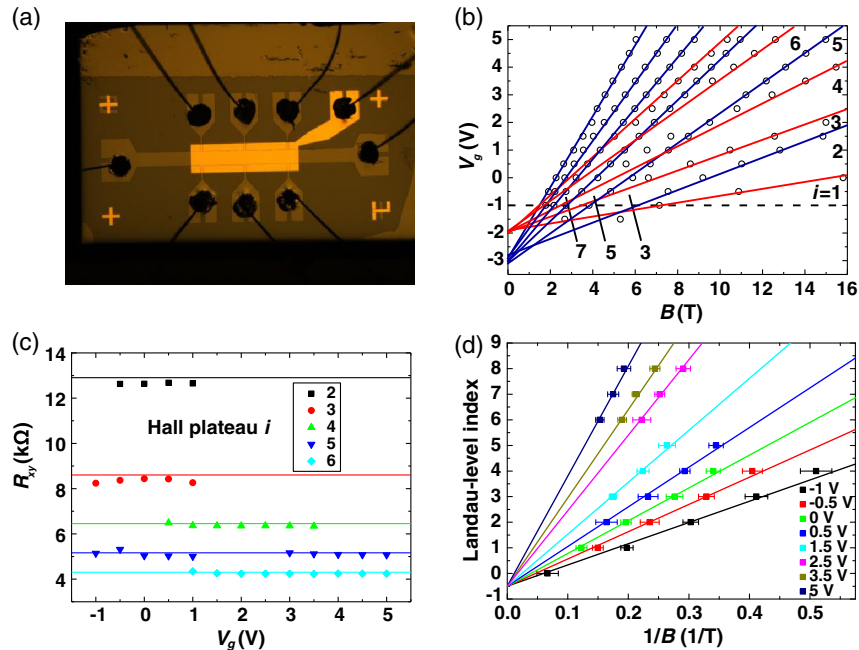 (a)
(b)
5
4
3
2
1
0
-1
-2
-3
V_g (V)
0 2 4 6 8 10 12 14 16
B (T)
6
5
3
2
i=1
7 5 3
(c)
14
12
10
8
6
4
R_xy (kΩ)
-1 0 1 2 3 4 5
V_g (V)
Hall plateau i
2
3
4
5
6
(d)
9
8
7
6
5
4
3
2
1
0
-1
Landau-level index
0.0 0.1 0.2 0.3 0.4 0.5
1/B (1/T)
-1 V
-0.5 V
0 V
0.5 V
1.5 V
2.5 V
3.5 V
5 V